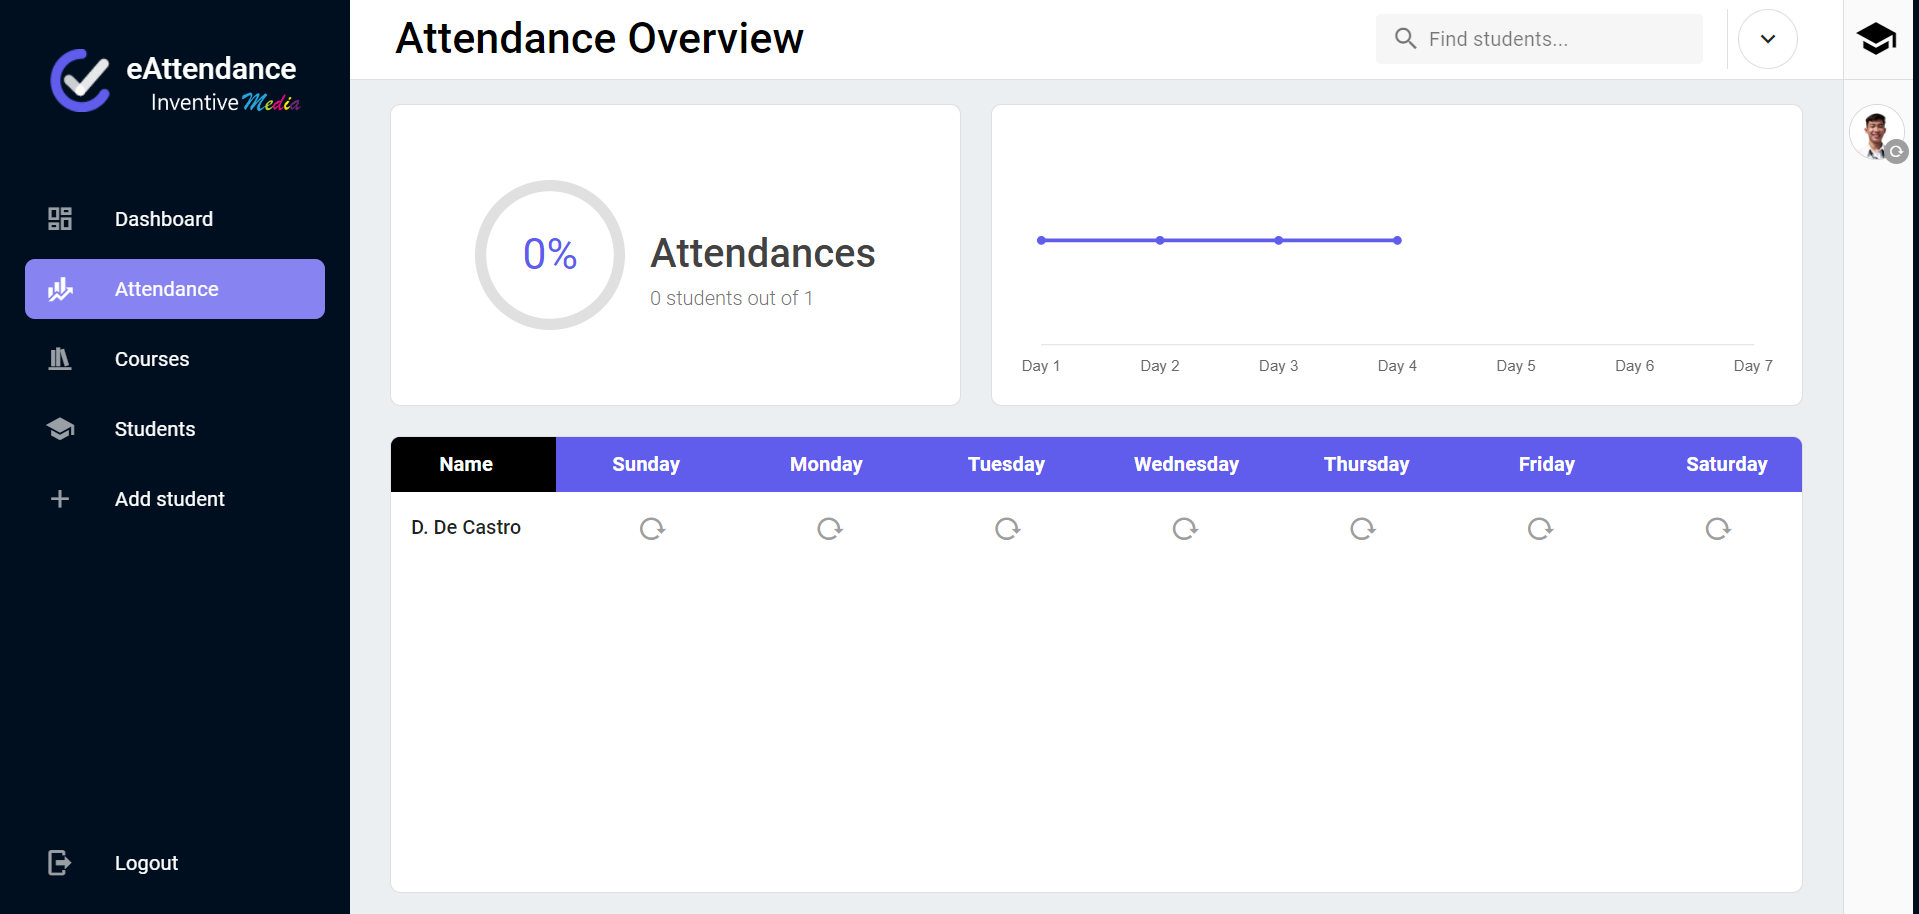 eAttendance
Inventive Media
Dashboard
Attendance
Courses
Students
Add student
Logout
Attendance Overview
Find students...
0%
Attendances
0 students out of 1
Day 1 Day 2 Day 3 Day 4 Day 5 Day 6 Day 7
Name Sunday Monday Tuesday Wednesday Thursday Friday Saturday
D. De Castro